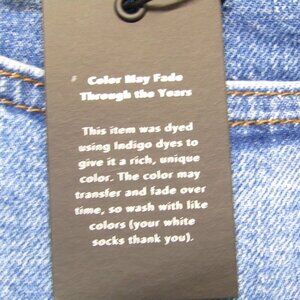 Color May Fade
Through the Years
This item was dyed
using Indigo dyes to
give it a rich, unique
color. The color may
transfer and fade over
time, so wash with like
colors (your white
socks thank you).